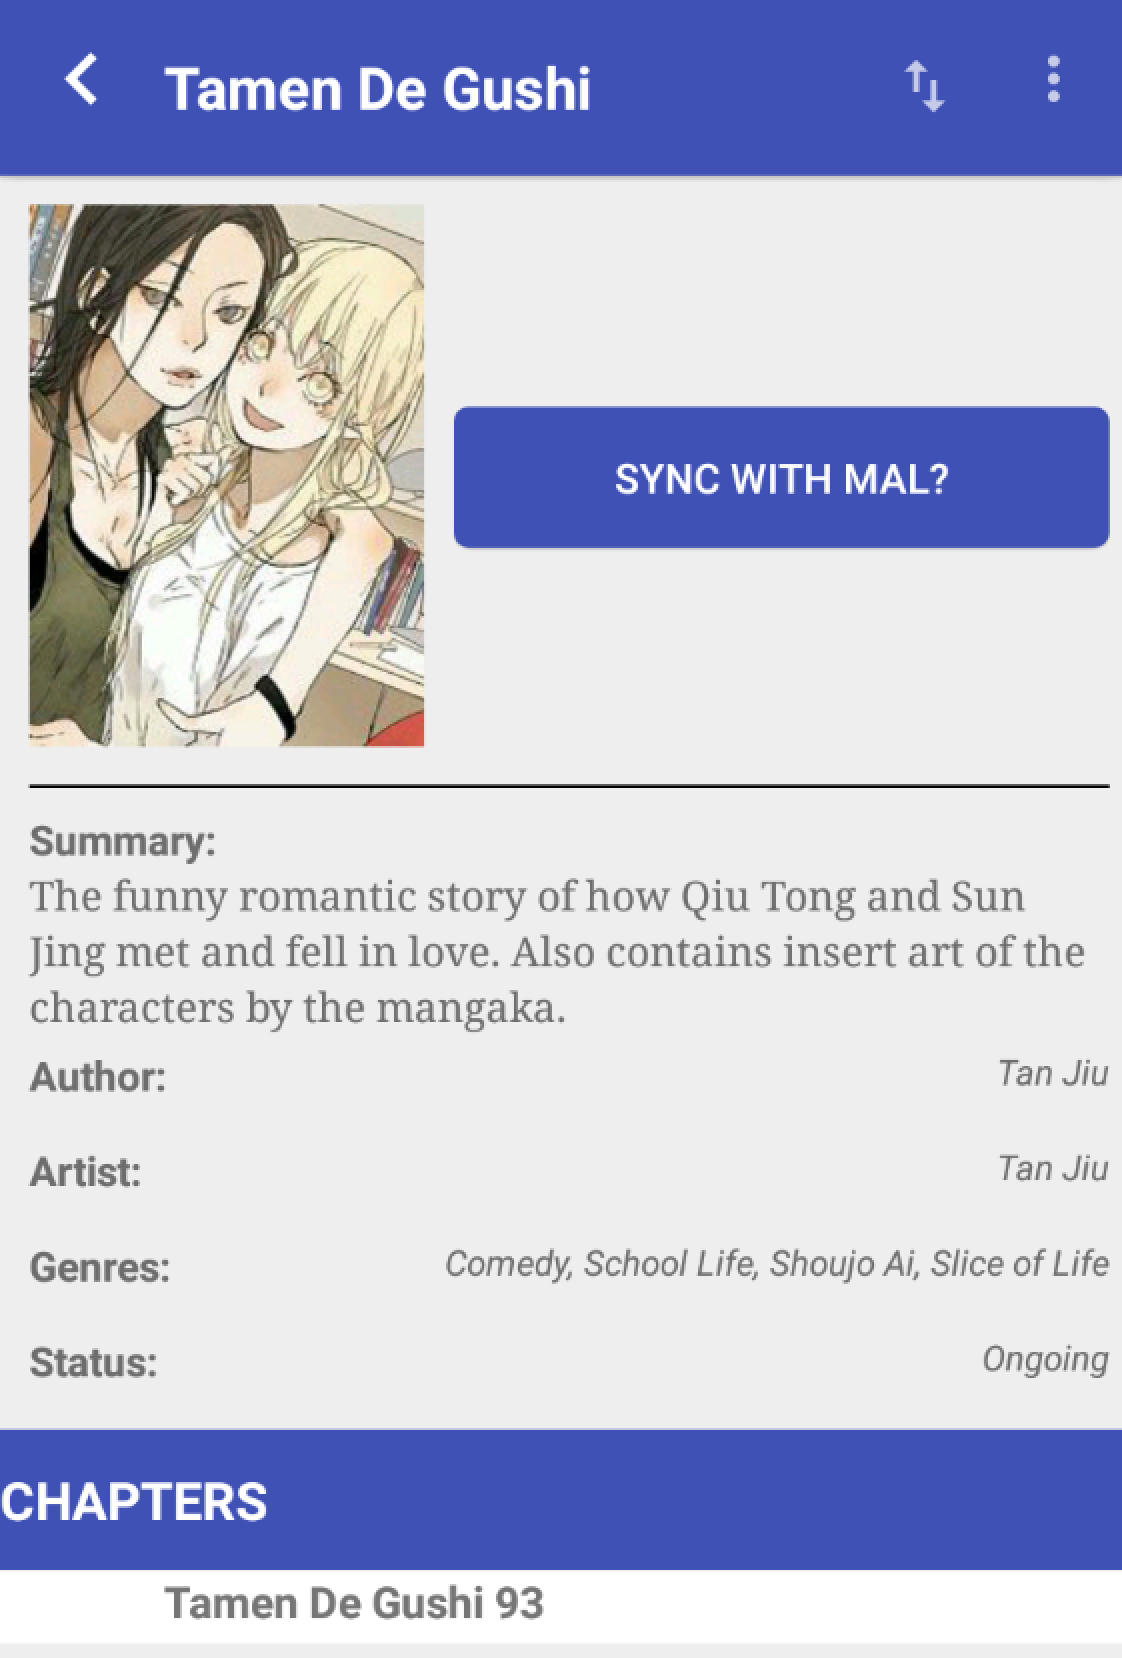 Tamen De Gushi
SYNC WITH MAL?
Summary:
The funny romantic story of how Qiu Tong and Sun
Jing met and fell in love. Also contains insert art of the
characters by the mangaka.
Author: Tan Jiu
Artist: Tan Jiu
Genres: Comedy, School Life, Shoujo Ai, Slice of Life
Status: Ongoing
CHAPTERS
Tamen De Gushi 93